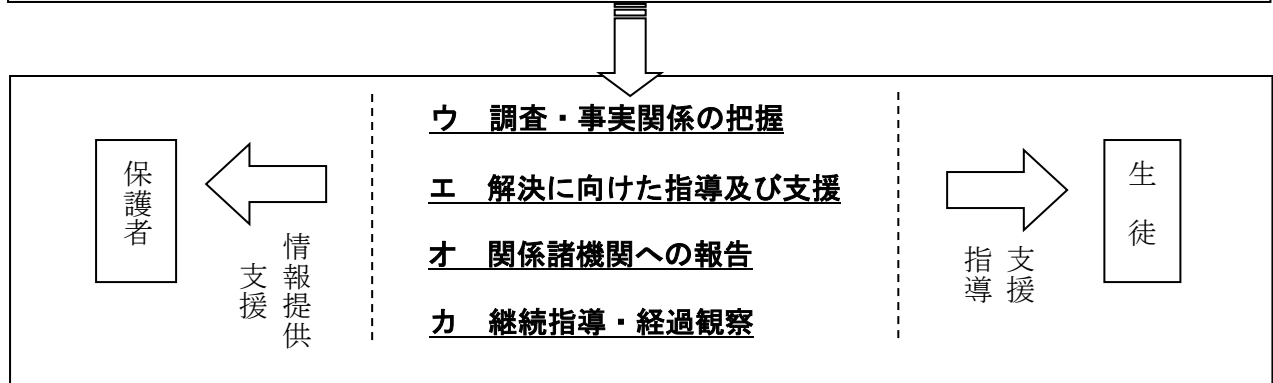 ウ　調査・事実関係の把握
エ　解決に向けた指導及び支援
オ　関係諸機関への報告
カ　継続指導・経過観察
保護者
情報提供
支援
生徒
支援
指導